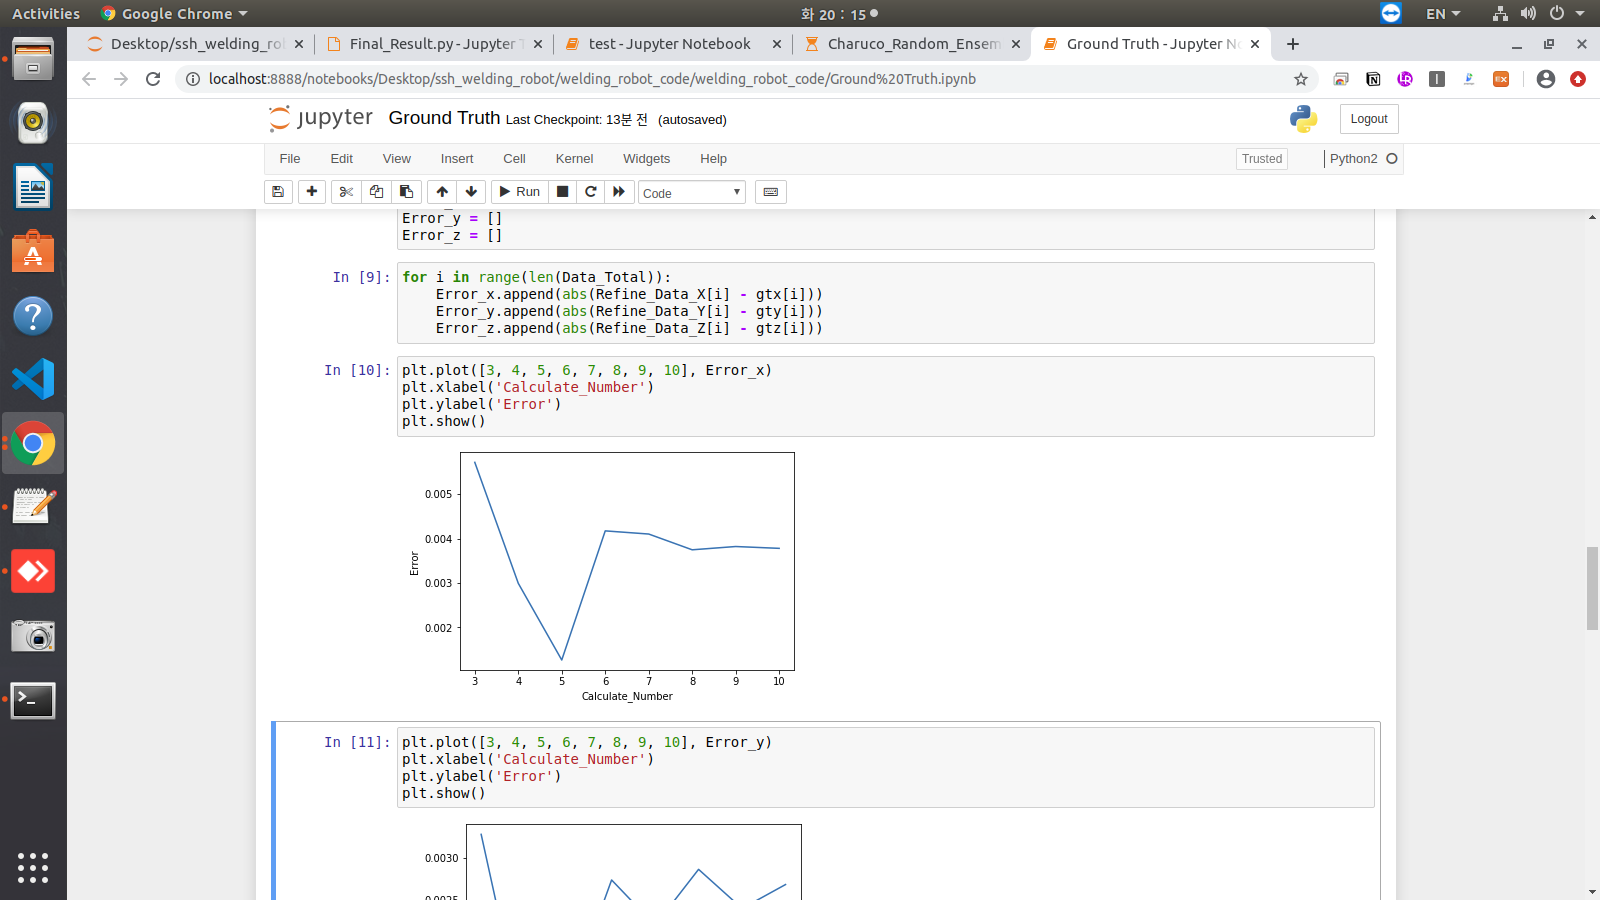 Activities
Google Chrome
화 20 : 15
EN
Desktop/ssh_welding_ro
Final_Result.py - Jupyter
test - Jupyter Notebook
Charuco_Random_Ensem
Ground Truth - Jupyter N
localhost:8888/notebooks/Desktop/ssh_welding_robot/welding_robot_code/welding_robot_code/Ground%20Truth.ipynb
jupyter
Ground Truth Last Checkpoint: 13분 전 (autosaved)
Logout
File Edit View Insert Cell Kernel Widgets Help
Trusted
Python2
Run
Code
Error_y = []
Error_z = []
In [9]:
for i in range(len(Data_Total)):
    Error_x.append(abs(Refine_Data_X[i] - gtx[i]))
    Error_y.append(abs(Refine_Data_Y[i] - gty[i]))
    Error_z.append(abs(Refine_Data_Z[i] - gtz[i]))
In [10]:
plt.plot([3, 4, 5, 6, 7, 8, 9, 10], Error_x)
plt.xlabel('Calculate_Number')
plt.ylabel('Error')
plt.show()
0.005
0.004
0.003
0.002
Error
3 4 5 6 7 8 9 10
Calculate_Number
In [11]:
plt.plot([3, 4, 5, 6, 7, 8, 9, 10], Error_y)
plt.xlabel('Calculate_Number')
plt.ylabel('Error')
plt.show()
0.0030
0.0025